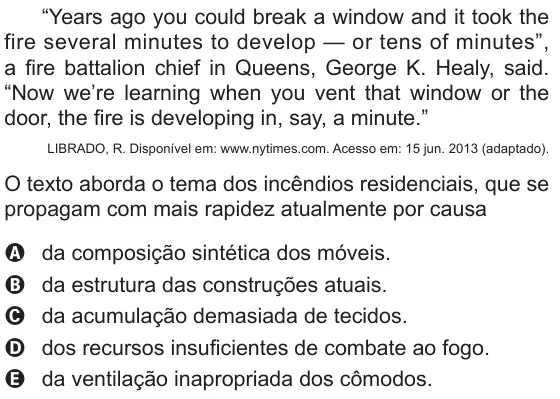 “Years ago you could break a window and it took the
fire several minutes to develop — or tens of minutes”,
a fire battalion chief in Queens, George K. Healy, said.
“Now we’re learning when you vent that window or the
door, the fire is developing in, say, a minute.”
LIBRADO, R. Disponível em: www.nytimes.com. Acesso em: 15 jun. 2013 (adaptado).
O texto aborda o tema dos incêndios residenciais, que se
propagam com mais rapidez atualmente por causa
A da composição sintética dos móveis.
B da estrutura das construções atuais.
C da acumulação demasiada de tecidos.
D dos recursos insuficientes de combate ao fogo.
E da ventilação inapropriada dos cômodos.